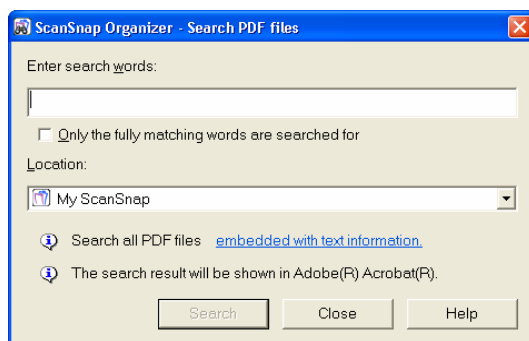 ScanSnap Organizer - Search PDF files
Enter search words:
Only the fully matching words are searched for
Location:
My ScanSnap
Search all PDF files embedded with text information.
The search result will be shown in Adobe(R) Acrobat(R).
Search Close Help